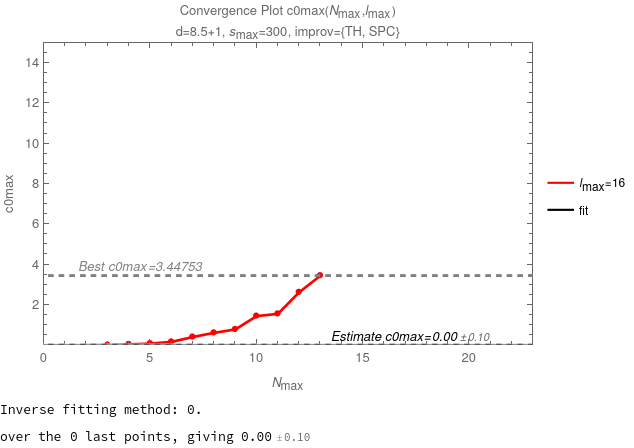 Convergence Plot c0max(Nmax,lmax)
d=8.5+1, smax=300, improv={TH, SPC}
14
12
10
8
6
4
2
c0max
Best c0max=3.44753
Estimate c0max=0.00 ±0.10
0 5 10 15 20
Nmax
lmax=16
fit
Inverse fitting method: 0.
over the 0 last points, giving 0.00 ±0.10